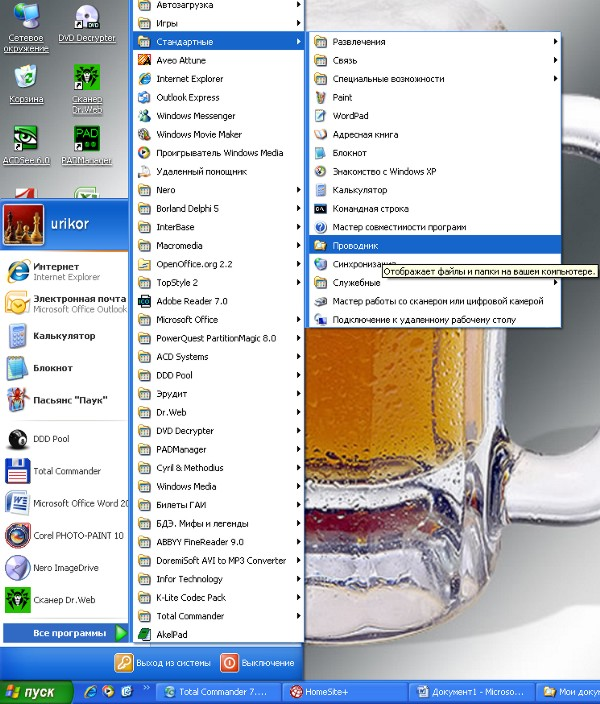 Сетевое окружение
DVD Decrypter
Корзина
Сканер Dr.Web
ACDSee 6.0
PADManager
urikor
Интернет
Internet Explorer
Электронная почта
Microsoft Office Outlook
Калькулятор
Блокнот
Пасьянс "Паук"
DDD Pool
Total Commander
Microsoft Office Word 20
Corel PHOTO-PAINT 10
Nero ImageDrive
Сканер Dr.Web
Все программы
Автозагрузка
Игры
Стандартные
Aveo Attune
Internet Explorer
Outlook Express
Windows Messenger
Windows Movie Maker
Проигрыватель Windows Media
Удаленный помощник
Nero
Borland Delphi 5
InterBase
Macromedia
OpenOffice.org 2.2
TopStyle 2
Adobe Reader 7.0
Microsoft Office
PowerQuest PartitionMagic 8.0
ACD Systems
DDD Pool
Эрудит
Dr.Web
DVD Decrypter
PADManager
Cyril & Methodius
Windows Media
Билеты ГАИ
БДЭ. Мифы и легенды
ABBYY FineReader 9.0
DoremiSoft AVI to MP3 Converter
Infor Technology
K-Lite Codec Pack
Total Commander
AkelPad
Развлечения
Связь
Специальные возможности
Paint
WordPad
Адресная книга
Блокнот
Знакомство с Windows XP
Калькулятор
Командная строка
Мастер совместимости программ
Проводник
Синхронизация
Отображает файлы и папки на вашем компьютере.
Служебные
Мастер работы со сканером или цифровой камерой
Подключение к удаленному рабочему столу
Выход из системы
Выключение
пуск
Total Commander 7....
HomeSite+
Документ1 - Microso...
Мои доку